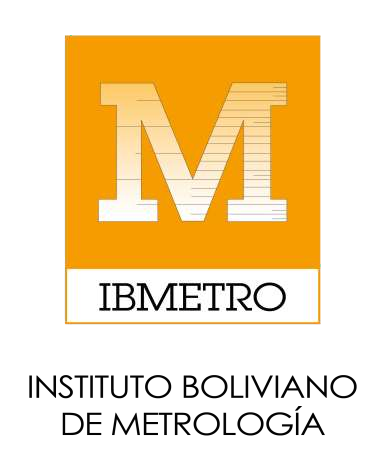 M
IBMETRO
INSTITUTO BOLIVIANO
DE METROLOGÍA